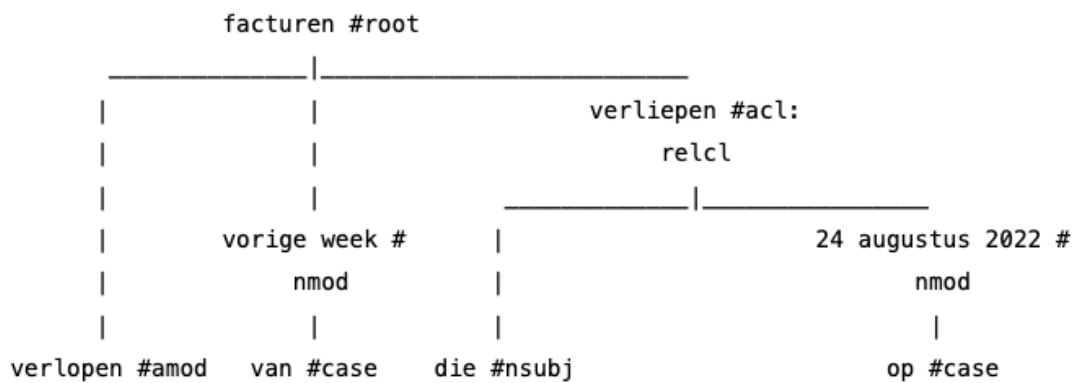 facturen #root
verliepen #acl:
relcl
vorige week # 24 augustus 2022 #
nmod nmod
verlopen #amod van #case die #nsubj op #case